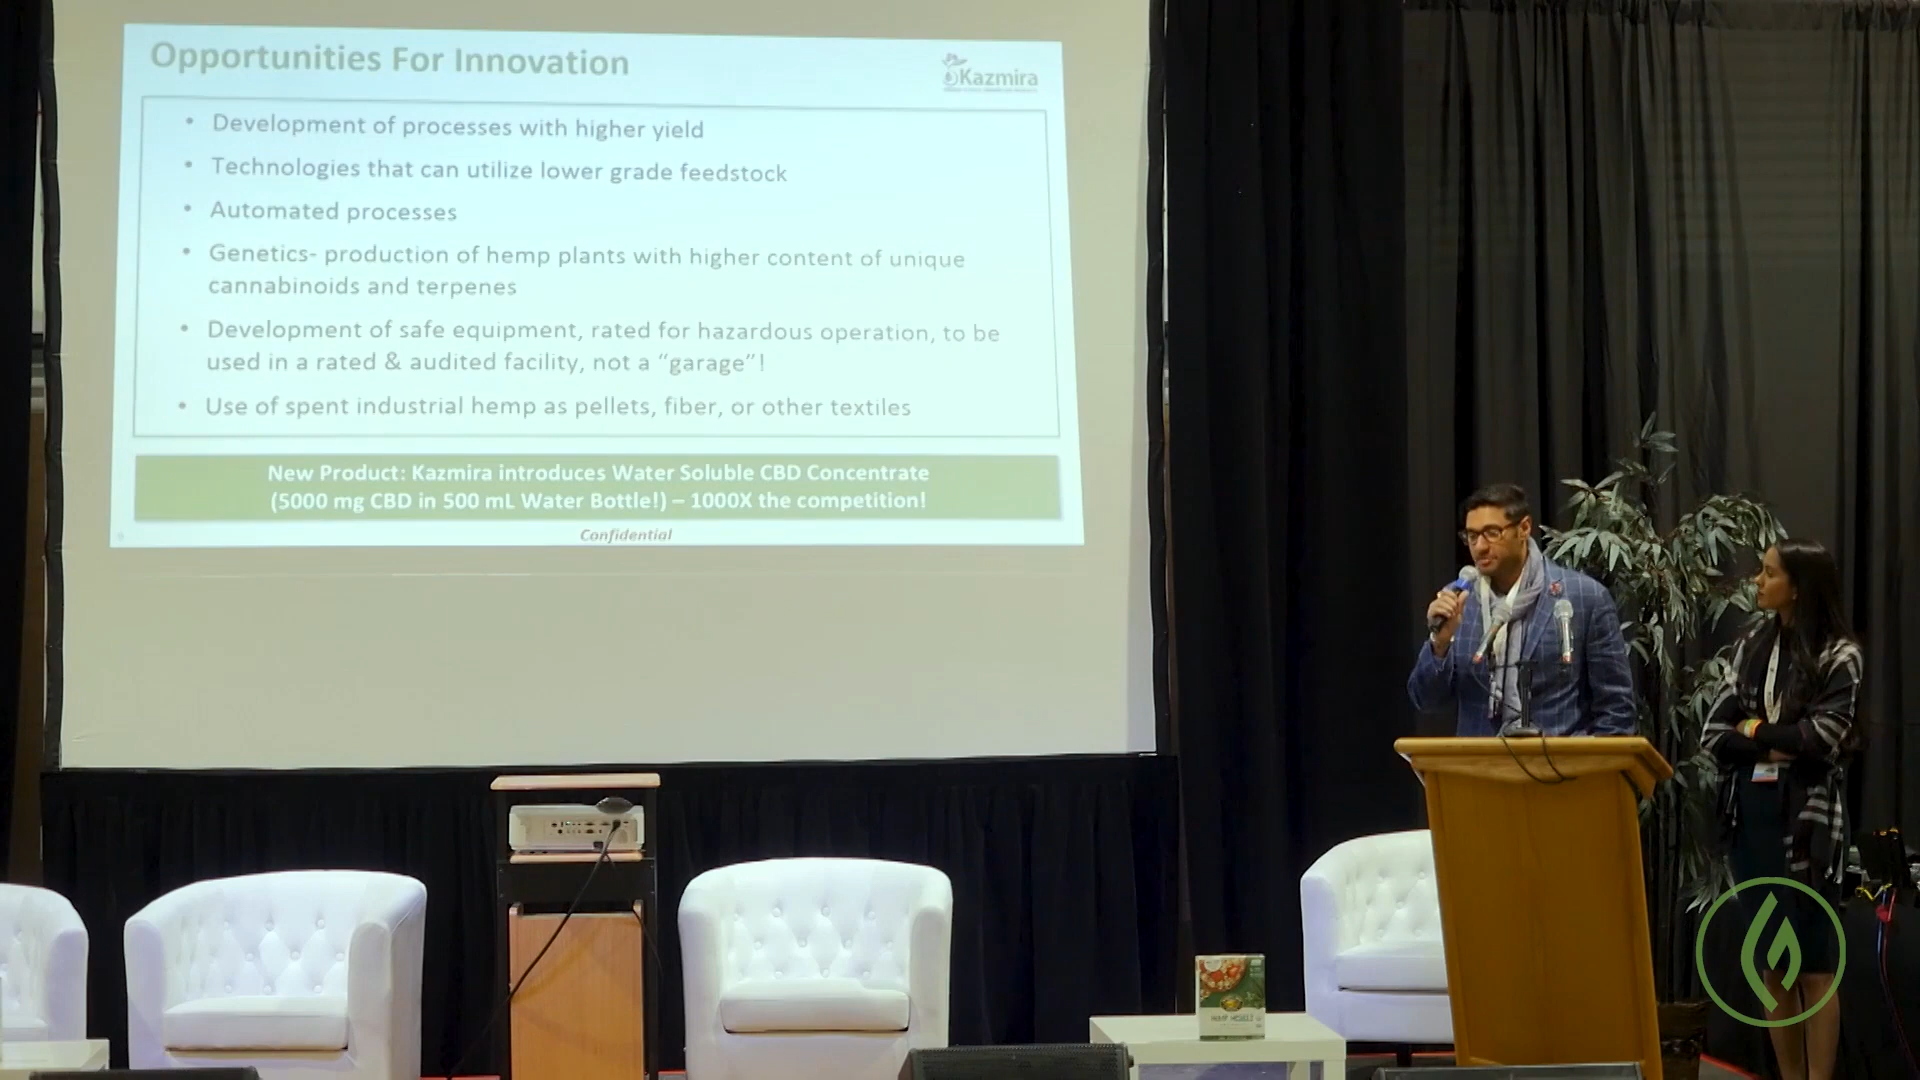 Opportunities For Innovation
Kazmira
• Development of processes with higher yield
• Technologies that can utilize lower grade feedstock
• Automated processes
• Genetics- production of hemp plants with higher content of unique
cannabinoids and terpenes
• Development of safe equipment, rated for hazardous operation, to be
used in a rated & audited facility, not a “garage”!
• Use of spent industrial hemp as pellets, fiber, or other textiles
New Product: Kazmira introduces Water Soluble CBD Concentrate
(5000 mg CBD in 500 mL Water Bottle!) – 1000X the competition!
Confidential